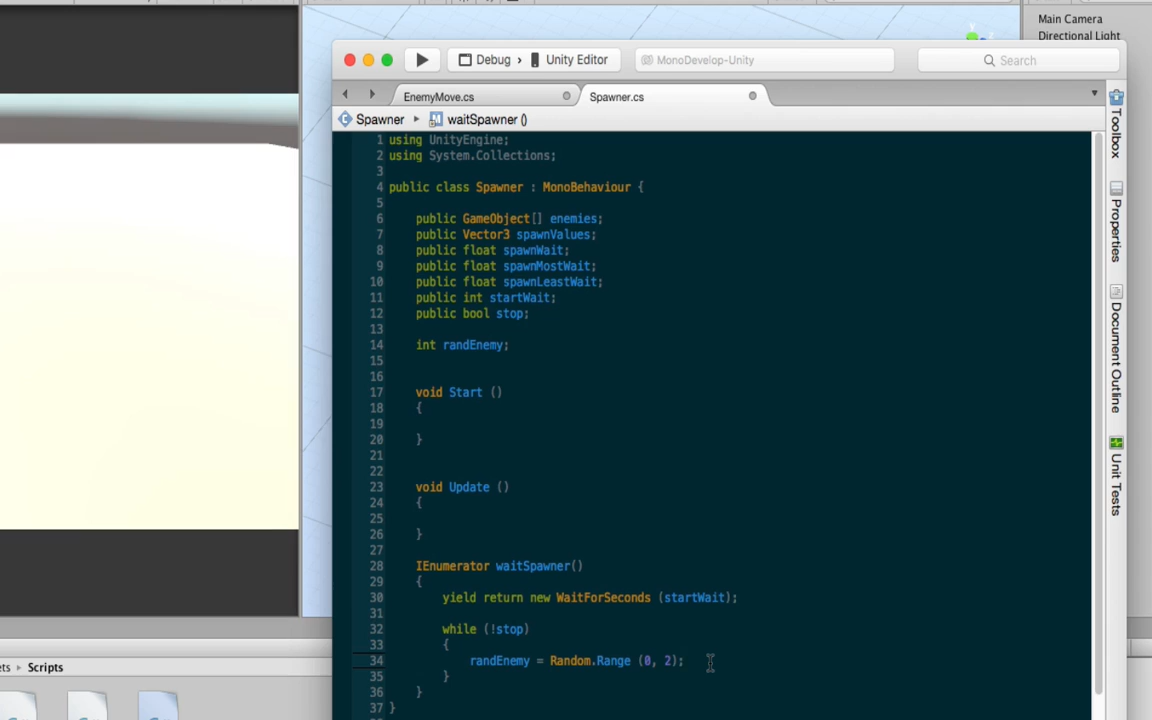 Main Camera
Directional Light
Debug › Unity Editor
MonoDevelop-Unity
Search
EnemyMove.cs
Spawner.cs
Spawner ▸ waitSpawner ()
1 using UnityEngine;
2 using System.Collections;
3
4 public class Spawner : MonoBehaviour {
5
6 public GameObject[] enemies;
7 public Vector3 spawnValues;
8 public float spawnWait;
9 public float spawnMostWait;
10 public float spawnLeastWait;
11 public int startWait;
12 public bool stop;
13
14 int randEnemy;
15
16
17 void Start ()
18 {
19
20 }
21
22
23 void Update ()
24 {
25
26 }
27
28 IEnumerator waitSpawner()
29 {
30 yield return new WaitForSeconds (startWait);
31
32 while (!stop)
33 {
34 randEnemy = Random.Range (0, 2);
35 }
36 }
37 }
Toolbox
Properties
Document Outline
Unit Tests
ets ▸ Scripts